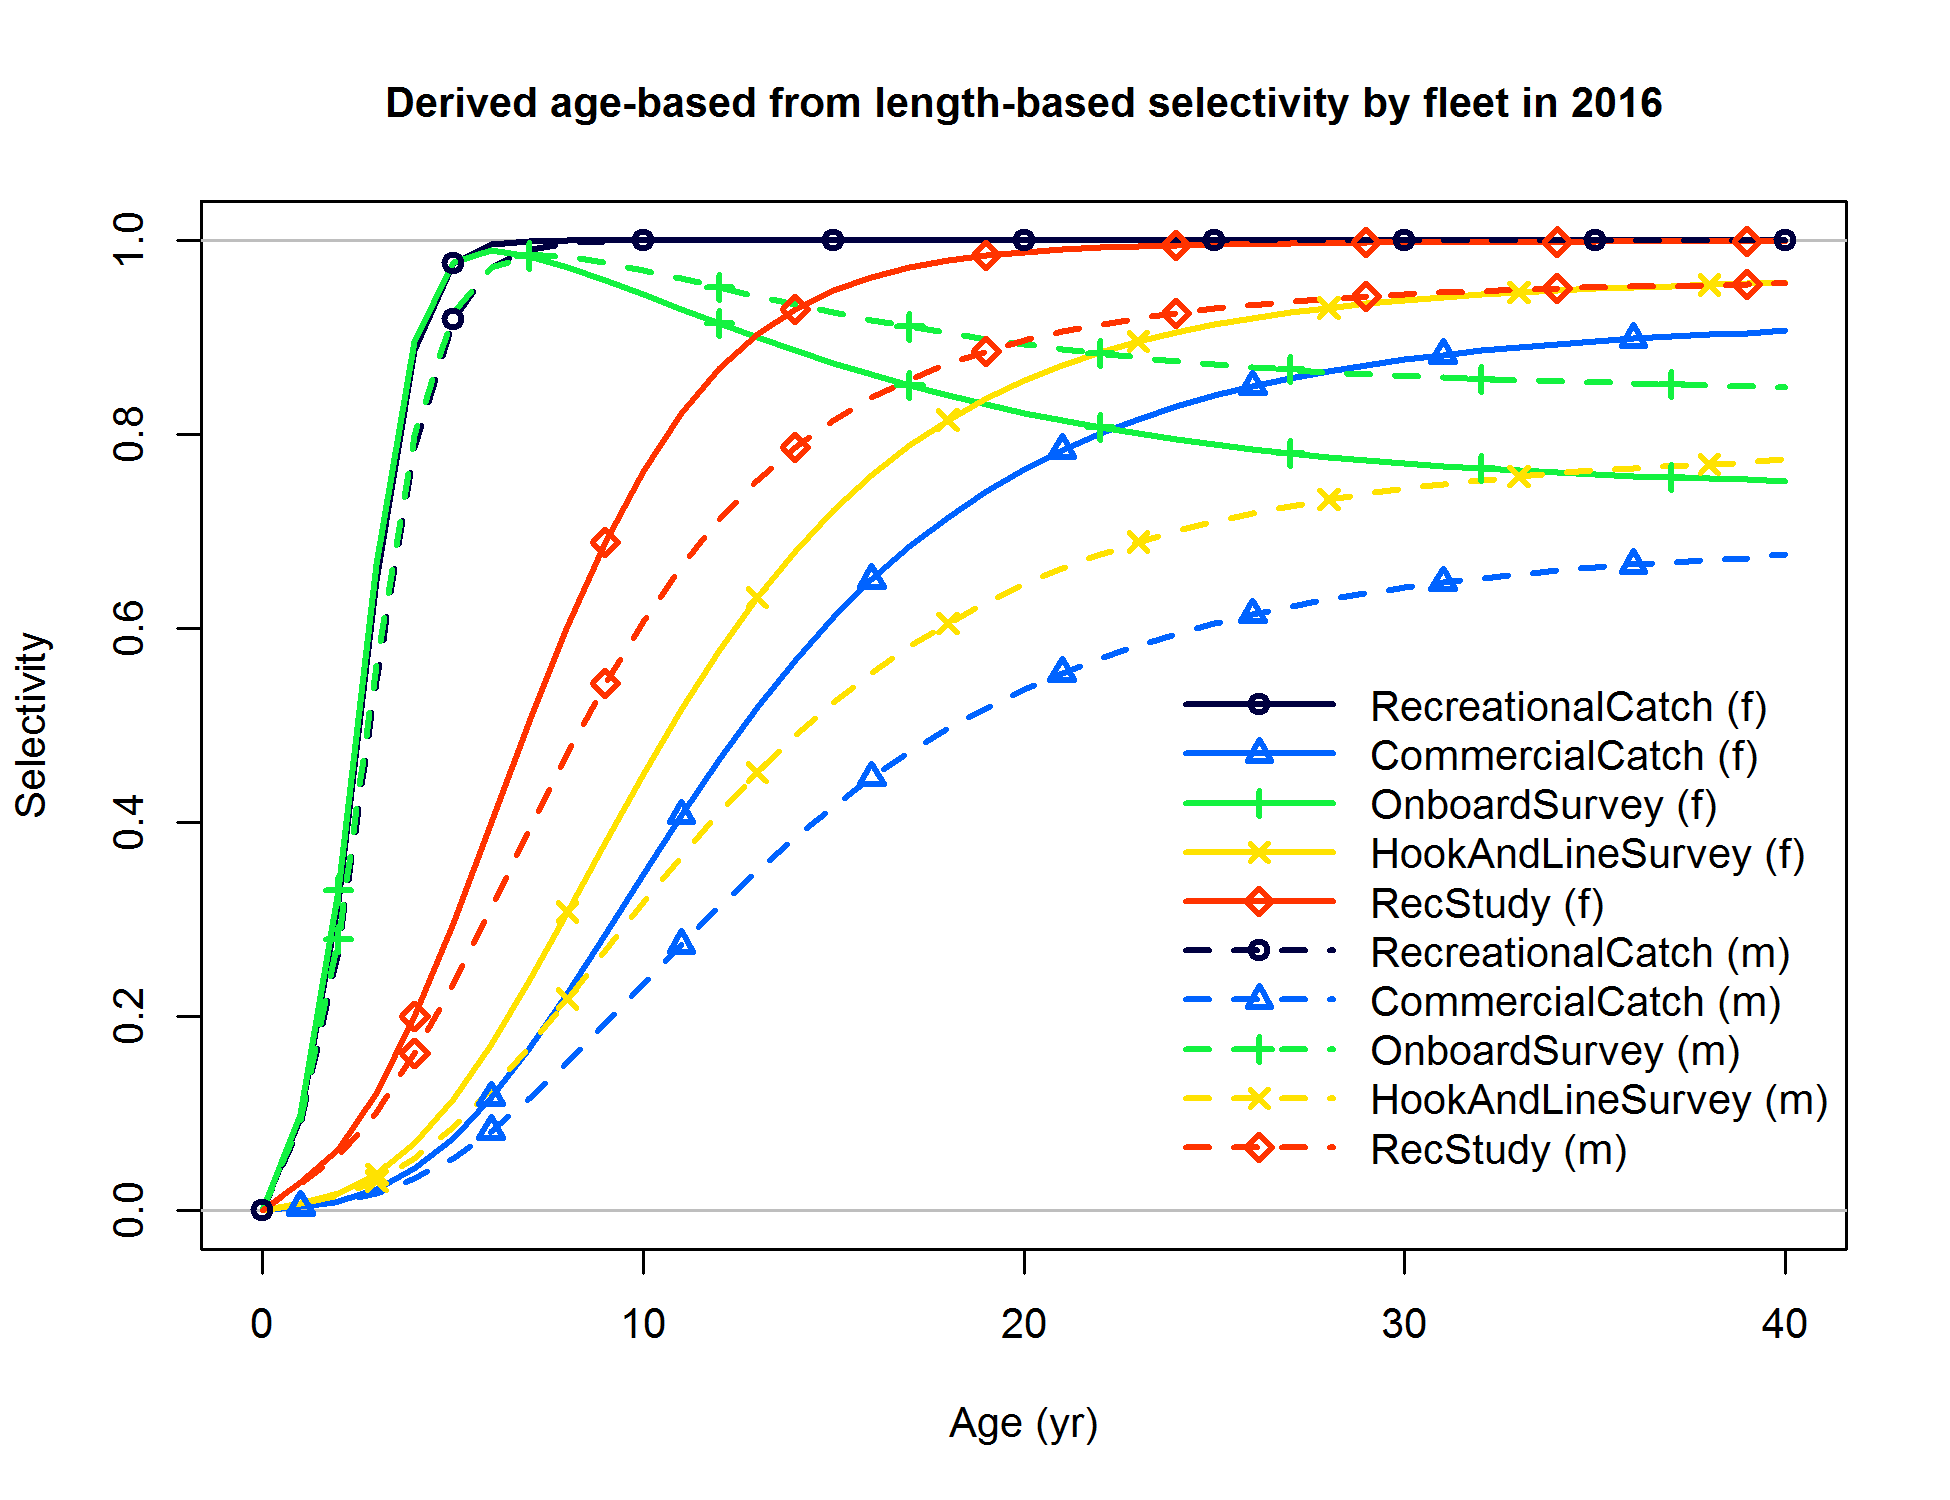 Derived age-based from length-based selectivity by fleet in 2016
Selectivity
1.0
0.8
0.6
0.4
0.2
0.0
RecreationalCatch (f)
CommercialCatch (f)
OnboardSurvey (f)
HookAndLineSurvey (f)
RecStudy (f)
RecreationalCatch (m)
CommercialCatch (m)
OnboardSurvey (m)
HookAndLineSurvey (m)
RecStudy (m)
0 10 20 30 40
Age (yr)